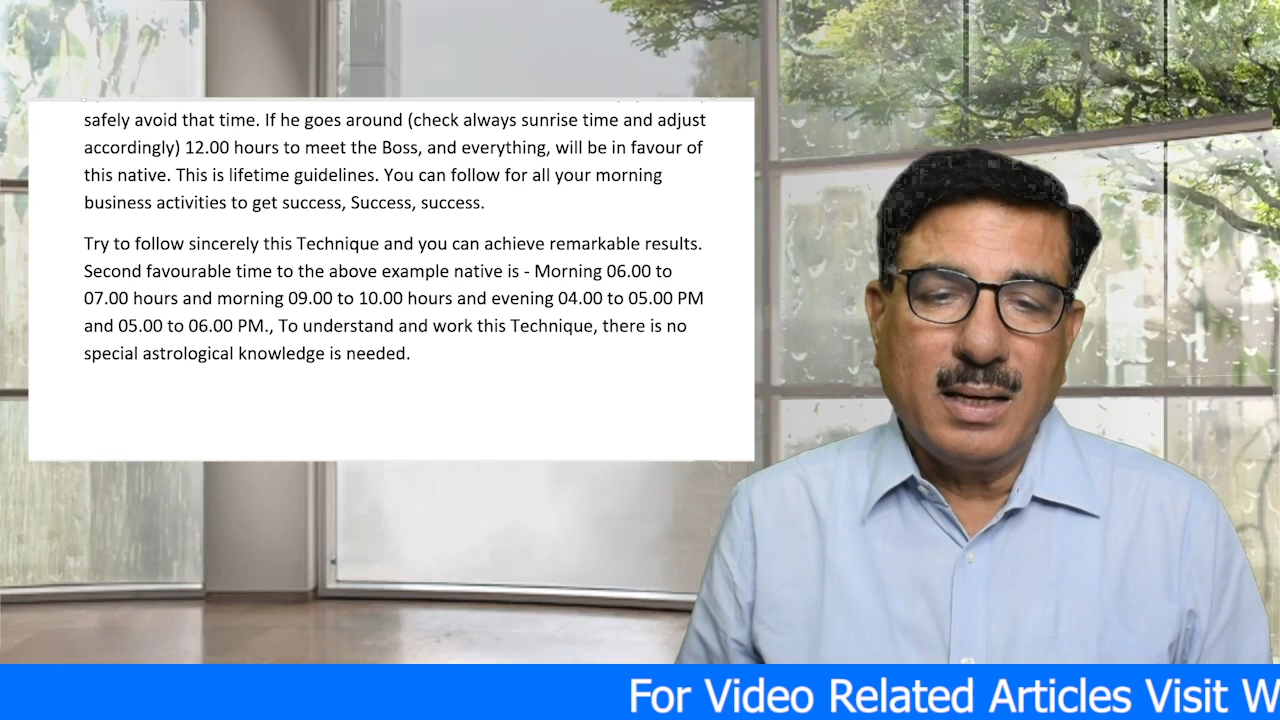 safely avoid that time. If he goes around (check always sunrise time and adjust
accordingly) 12.00 hours to meet the Boss, and everything, will be in favour of
this native. This is lifetime guidelines. You can follow for all your morning
business activities to get success, Success, success.
Try to follow sincerely this Technique and you can achieve remarkable results.
Second favourable time to the above example native is - Morning 06.00 to
07.00 hours and morning 09.00 to 10.00 hours and evening 04.00 to 05.00 PM
and 05.00 to 06.00 PM., To understand and work this Technique, there is no
special astrological knowledge is needed.
For Video Related Articles Visit W